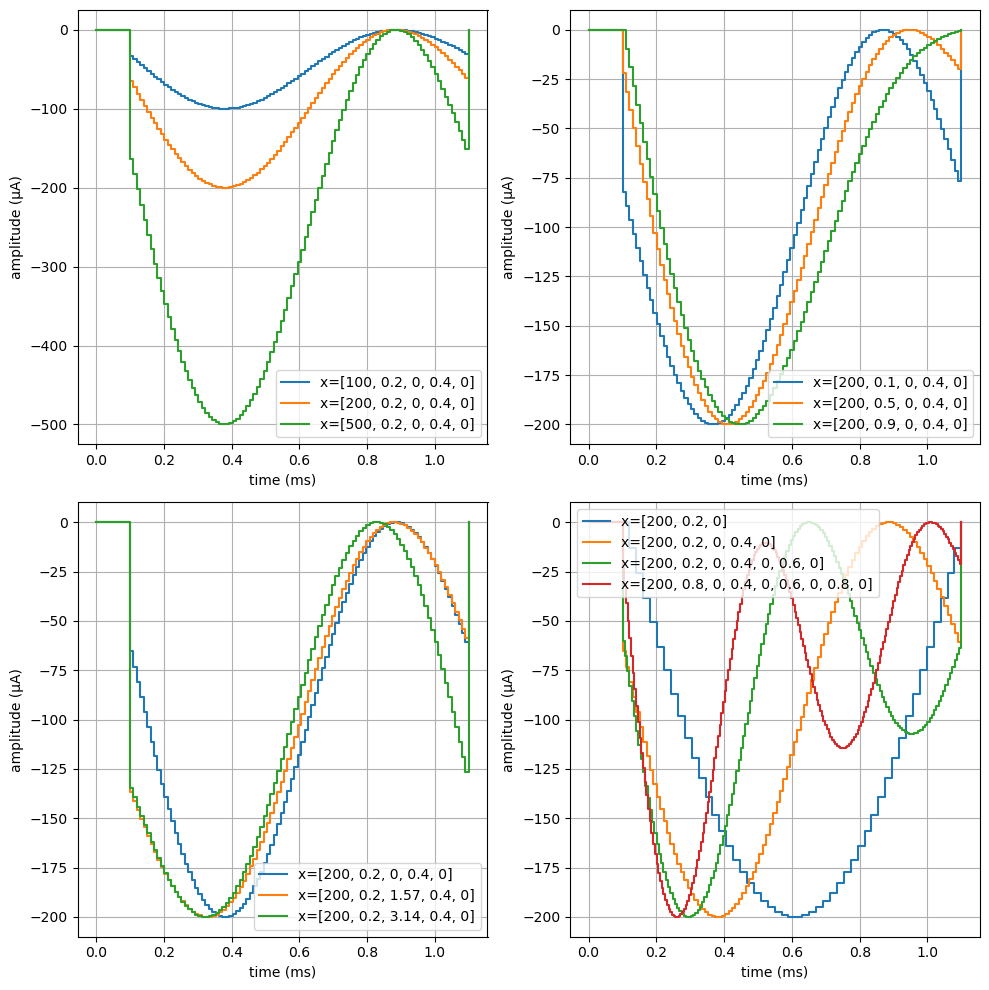 0
−100
−200
−300
−400
−500
amplitude (μA)
0.0 0.2 0.4 0.6 0.8 1.0
time (ms)
x=[100, 0.2, 0, 0.4, 0]
x=[200, 0.2, 0, 0.4, 0]
x=[500, 0.2, 0, 0.4, 0]
0
−25
−50
−75
−100
−125
−150
−175
−200
amplitude (μA)
0.0 0.2 0.4 0.6 0.8 1.0
time (ms)
x=[200, 0.1, 0, 0.4, 0]
x=[200, 0.5, 0, 0.4, 0]
x=[200, 0.9, 0, 0.4, 0]
0
−25
−50
−75
−100
−125
−150
−175
−200
amplitude (μA)
0.0 0.2 0.4 0.6 0.8 1.0
time (ms)
x=[200, 0.2, 0, 0.4, 0]
x=[200, 0.2, 1.57, 0.4, 0]
x=[200, 0.2, 3.14, 0.4, 0]
0
−25
−50
−75
−100
−125
−150
−175
−200
amplitude (μA)
0.0 0.2 0.4 0.6 0.8 1.0
time (ms)
x=[200, 0.2, 0]
x=[200, 0.2, 0, 0.4, 0]
x=[200, 0.2, 0, 0.4, 0, 0.6, 0]
x=[200, 0.8, 0, 0.4, 0, 0.6, 0, 0.8, 0]